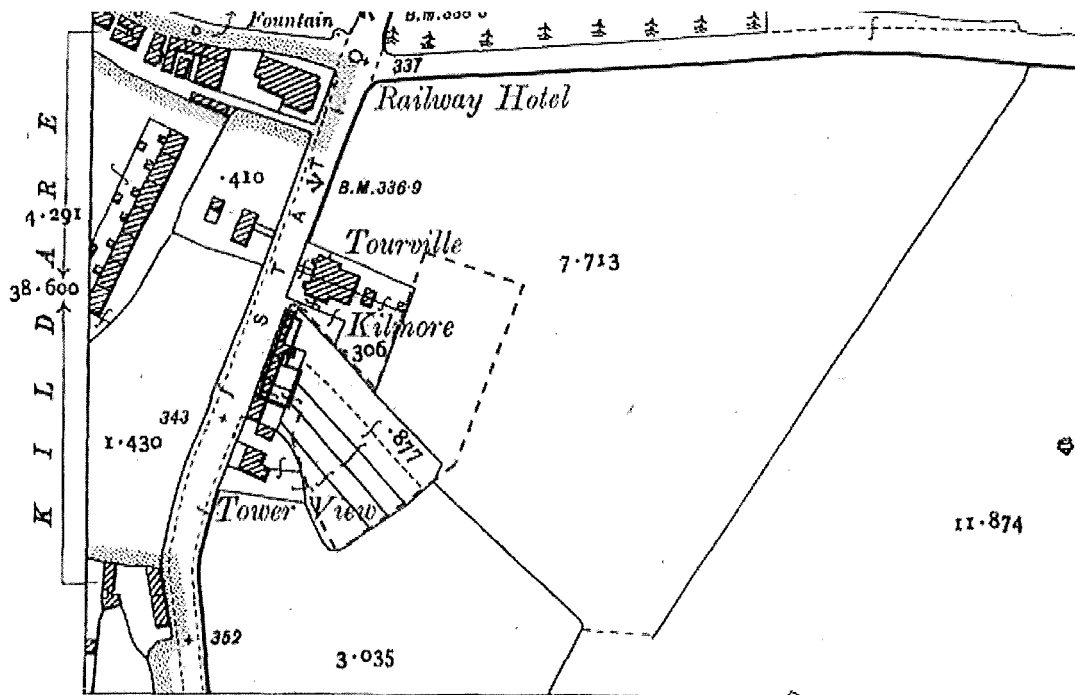 Fountain
337
Railway Hotel
.410
B.M.336.9
4.291
38.600
KILDARE
Tourville
7.713
Kilmore
.306
343
1.430
.877
Tower View
11.874
352
3.035